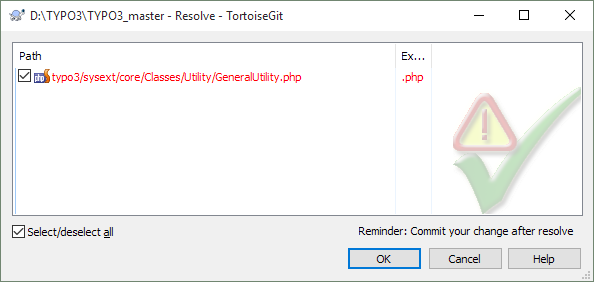 D:\TYPO3\TYPO3_master - Resolve - TortoiseGit
Path Ex...
typo3/sysext/core/Classes/Utility/GeneralUtility.php .php
Select/deselect all Reminder: Commit your change after resolve
OK Cancel Help